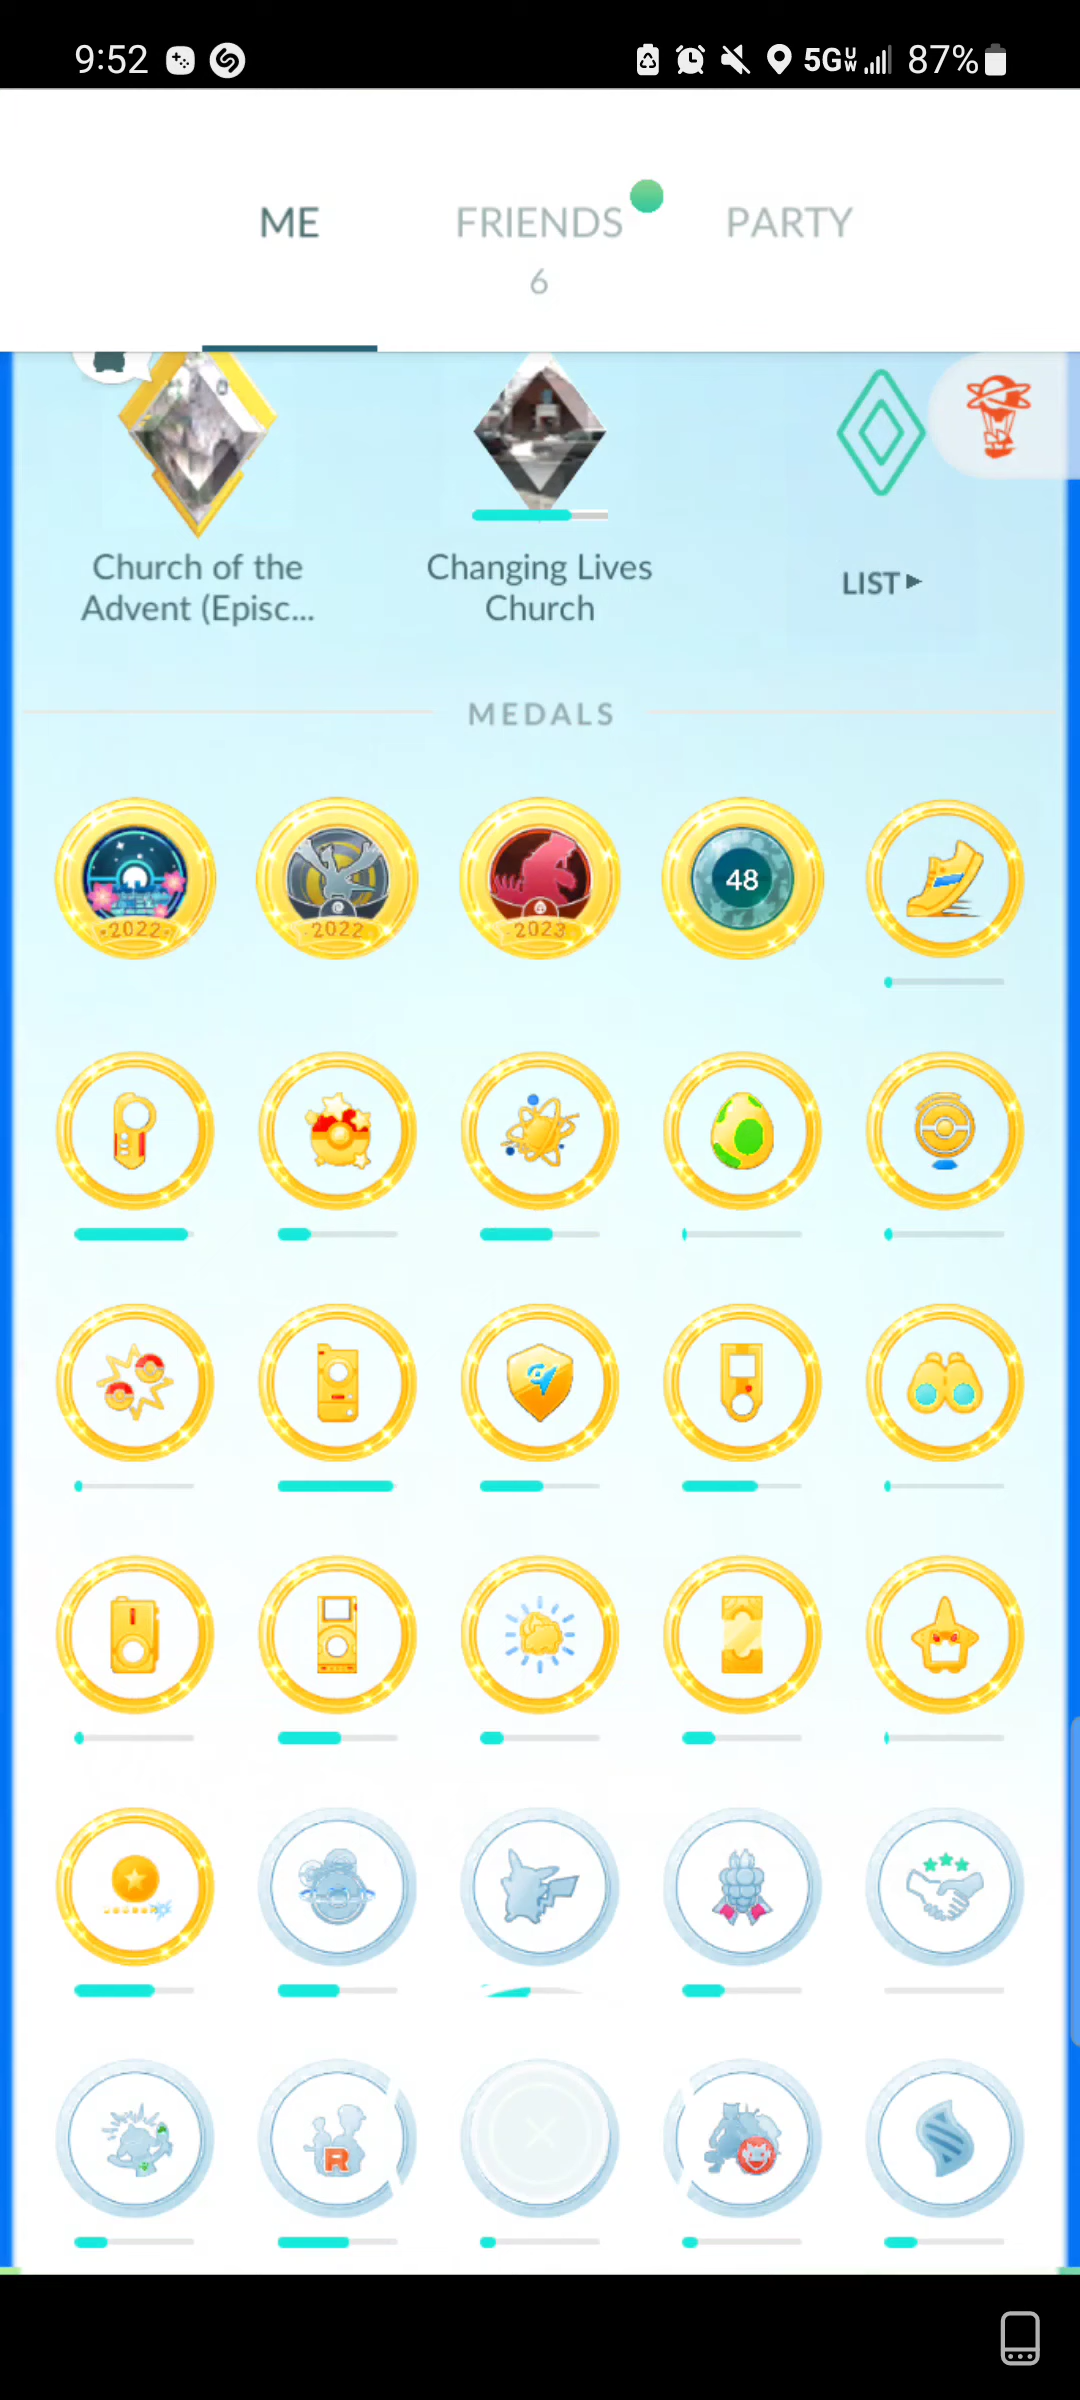 9:52
5G UW 87%
ME FRIENDS PARTY
6
Church of the
Advent (Episc...
Changing Lives
Church
LIST
MEDALS
2022 2022 2023 48
R